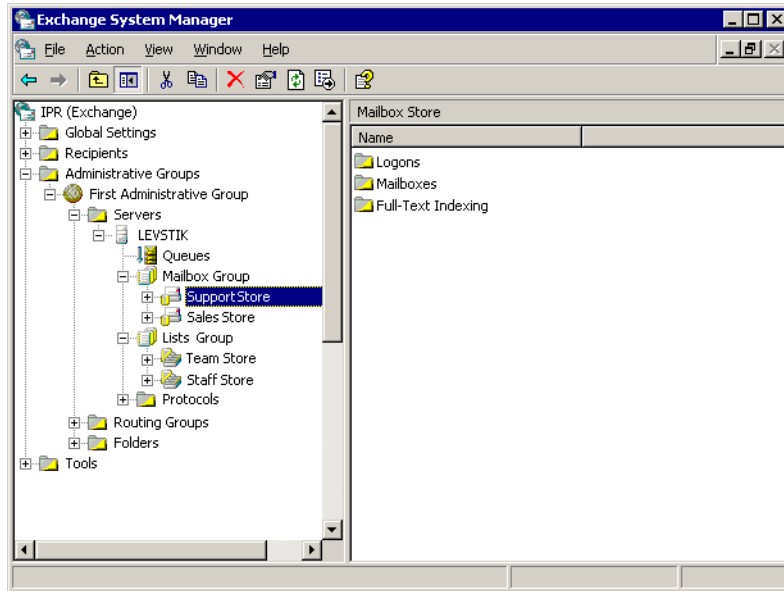 Exchange System Manager
File Action View Window Help
IPR (Exchange)
Global Settings
Recipients
Administrative Groups
First Administrative Group
Servers
LEVSTIK
Queues
Mailbox Group
Support Store
Sales Store
Lists Group
Team Store
Staff Store
Protocols
Routing Groups
Folders
Tools
Mailbox Store
Name
Logons
Mailboxes
Full-Text Indexing